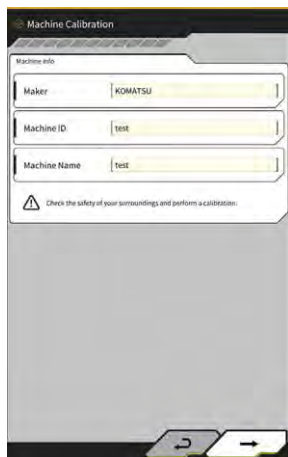 Machine Calibration
Machine Info
Maker
KOMATSU
Machine ID
test
Machine Name
test
Check the safety of your surroundings and perform a calibration.